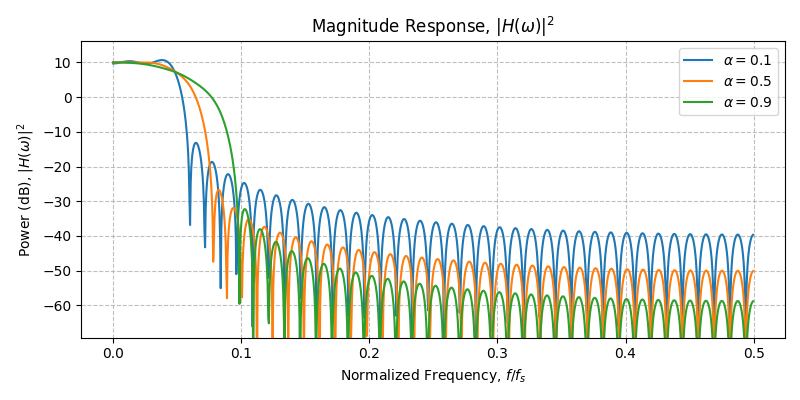 Magnitude Response, |H(ω)|²
α = 0.1
α = 0.5
α = 0.9
Power (dB), |H(ω)|²
10
0
−10
−20
−30
−40
−50
−60
0.0 0.1 0.2 0.3 0.4 0.5
Normalized Frequency, f/fₛ